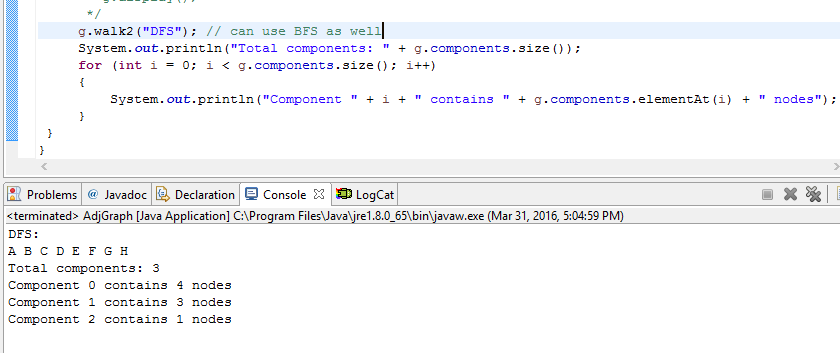 */
g.walk2("DFS"); // can use BFS as well
System.out.println("Total components: " + g.components.size());
for (int i = 0; i < g.components.size(); i++)
{
System.out.println("Component " + i + " contains " + g.components.elementAt(i) + " nodes");
}
}
}
Problems @ Javadoc Declaration Console LogCat
<terminated> AdjGraph [Java Application] C:\Program Files\Java\jre1.8.0_65\bin\javaw.exe (Mar 31, 2016, 5:04:59 PM)
DFS:
A B C D E F G H
Total components: 3
Component 0 contains 4 nodes
Component 1 contains 3 nodes
Component 2 contains 1 nodes